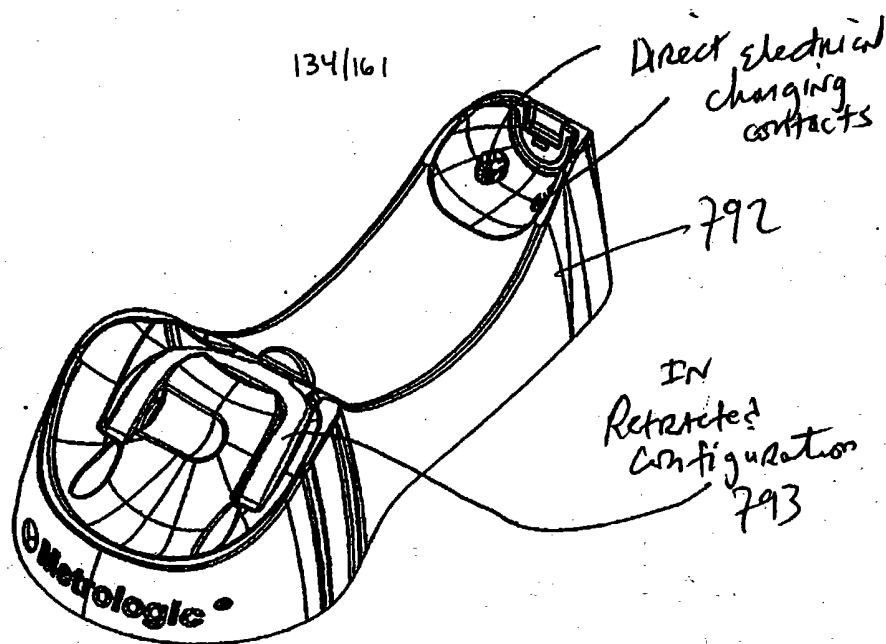 134/161
Direct electrical
charging
contacts
792
IN
Retracted
Configuration
793
Metrologic